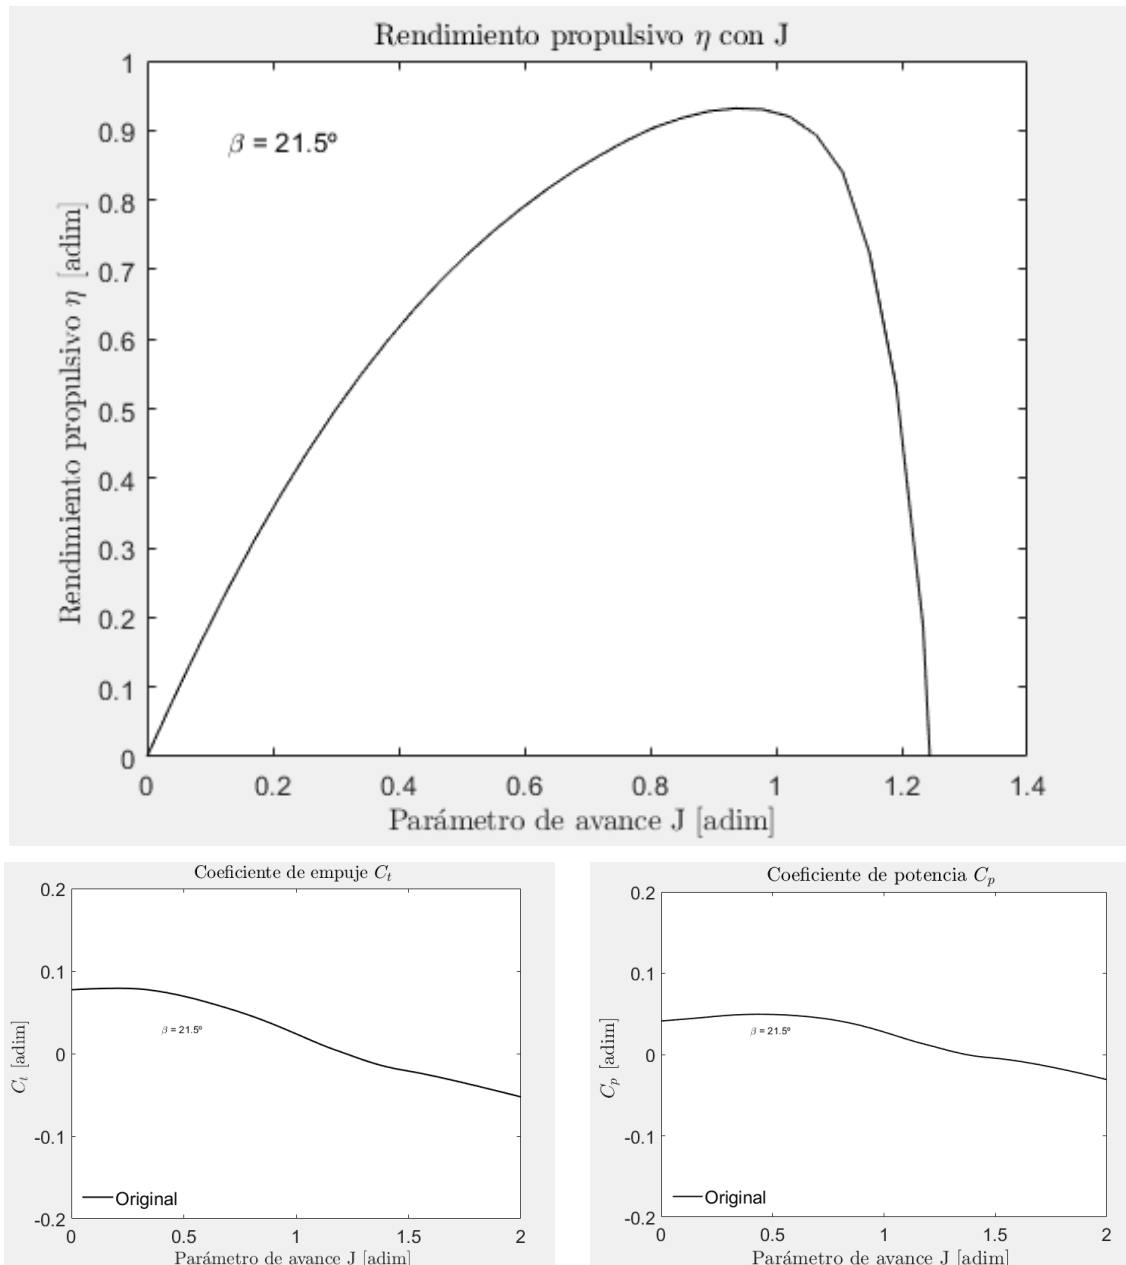 Rendimiento propulsivo η con J
1
0.9
0.8
0.7
0.6
0.5
0.4
0.3
0.2
0.1
0
Rendimiento propulsivo η [adim]
β = 21.5º
0 0.2 0.4 0.6 0.8 1 1.2 1.4
Parámetro de avance J [adim]
Coeficiente de empuje Cₜ
0.2
0.1
0
-0.1
-0.2
Cₜ [adim]
β = 21.5º
Original
0 0.5 1 1.5 2
Parámetro de avance J [adim]
Coeficiente de potencia Cₚ
0.2
0.1
0
-0.1
-0.2
Cₚ [adim]
β = 21.5º
Original
0 0.5 1 1.5 2
Parámetro de avance J [adim]